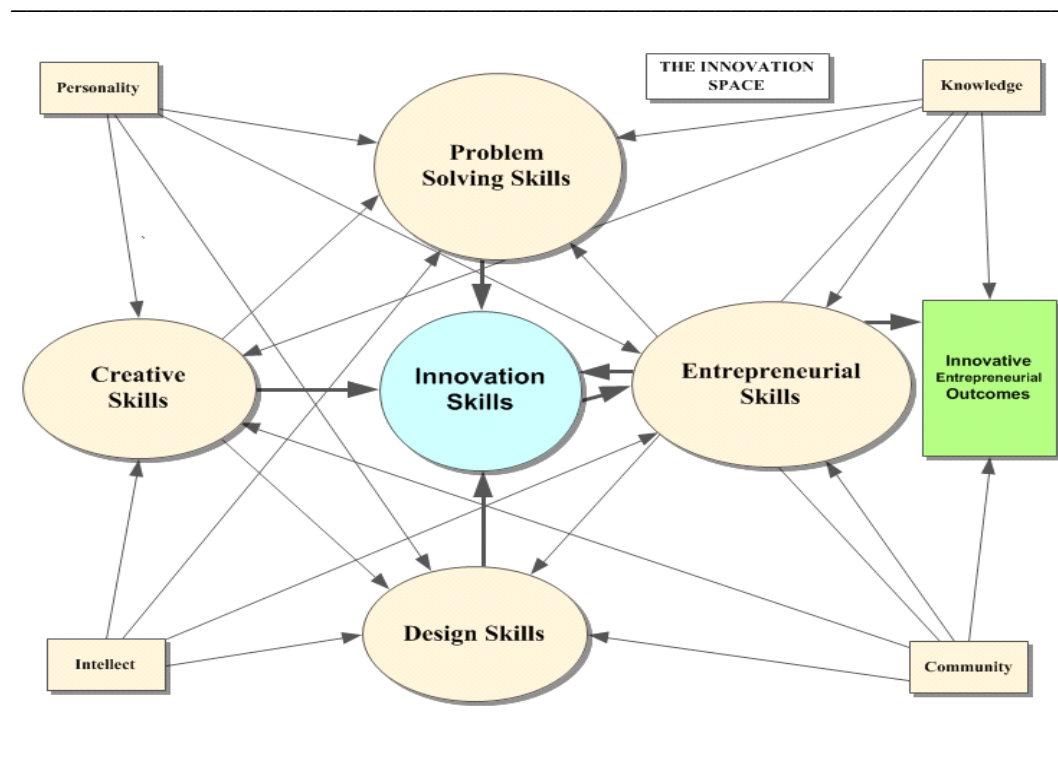 THE INNOVATION
SPACE
Personality
Knowledge
Problem
Solving Skills
Creative
Skills
Innovation
Skills
Entrepreneurial
Skills
Innovative
Entrepreneurial
Outcomes
Design Skills
Intellect
Community